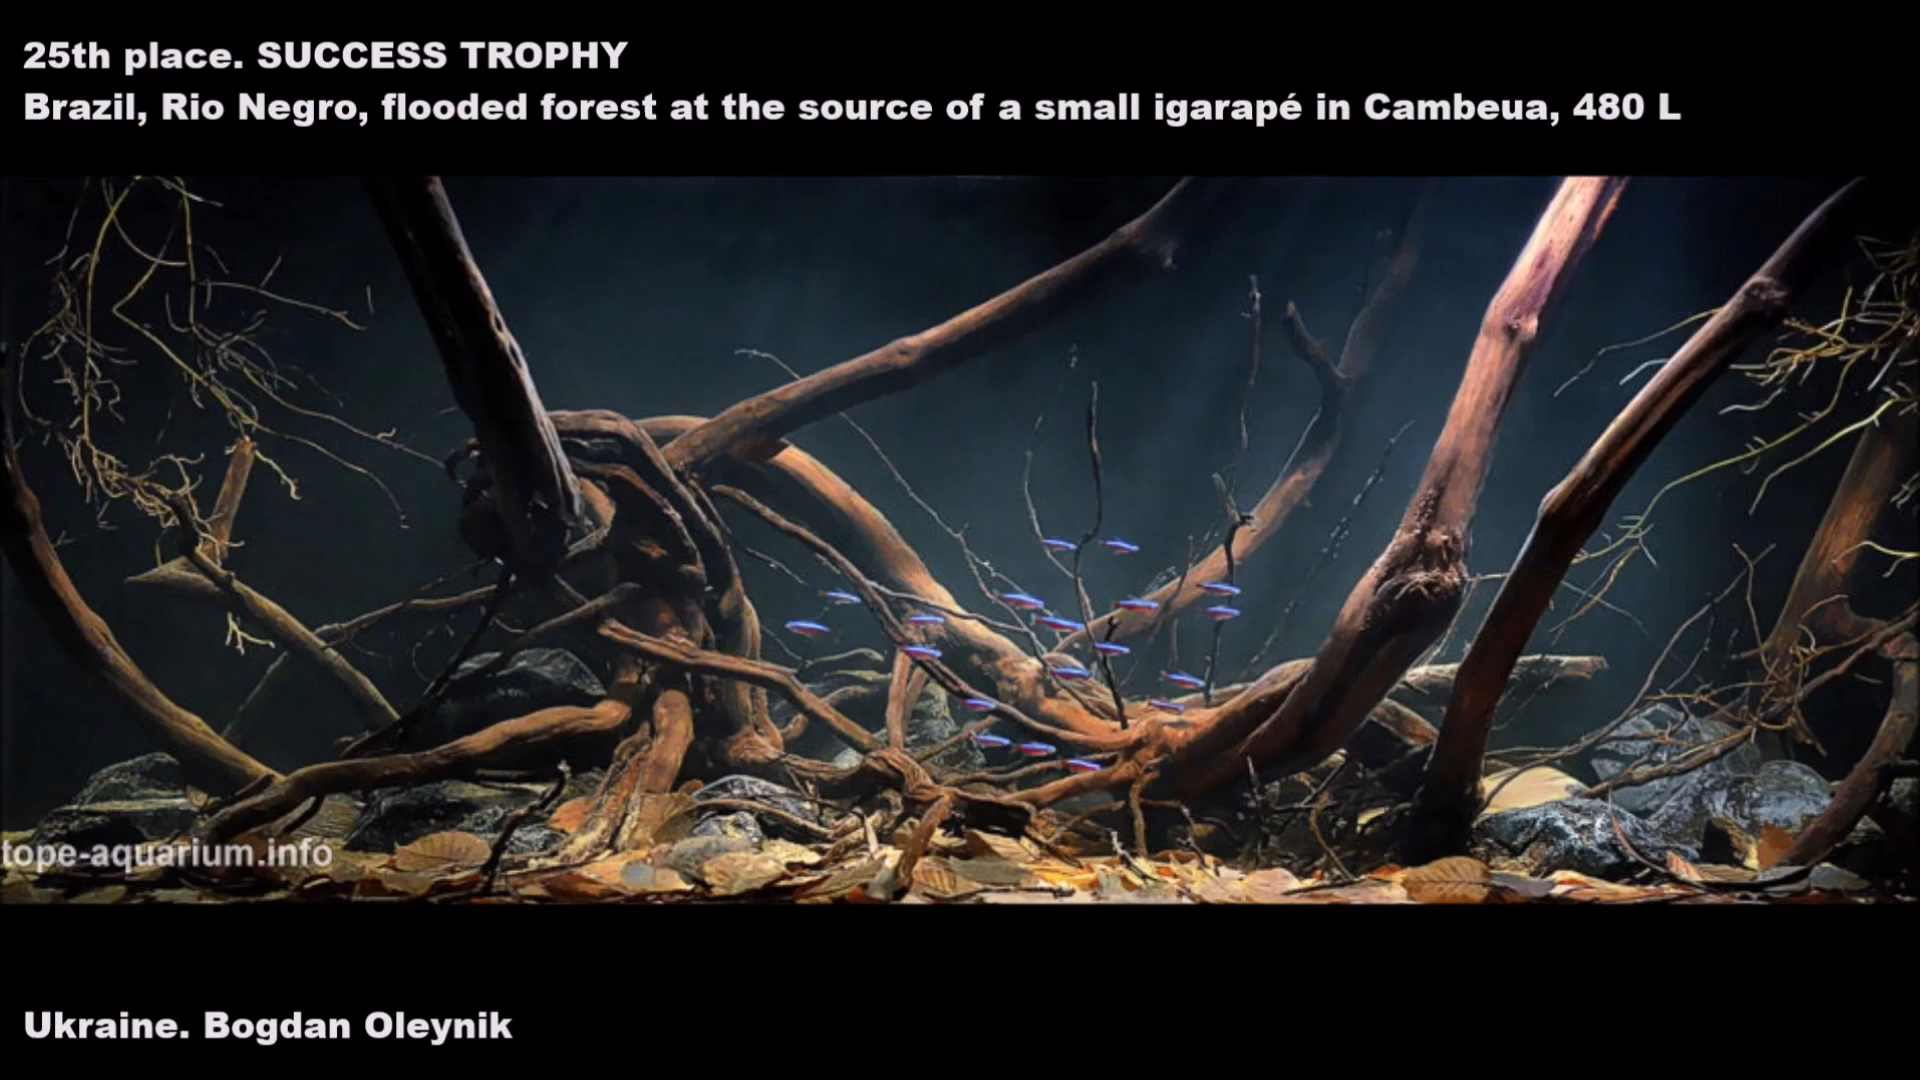 25th place. SUCCESS TROPHY
Brazil, Rio Negro, flooded forest at the source of a small igarapé in Cambeua, 480 L
tope-aquarium.info
Ukraine. Bogdan Oleynik